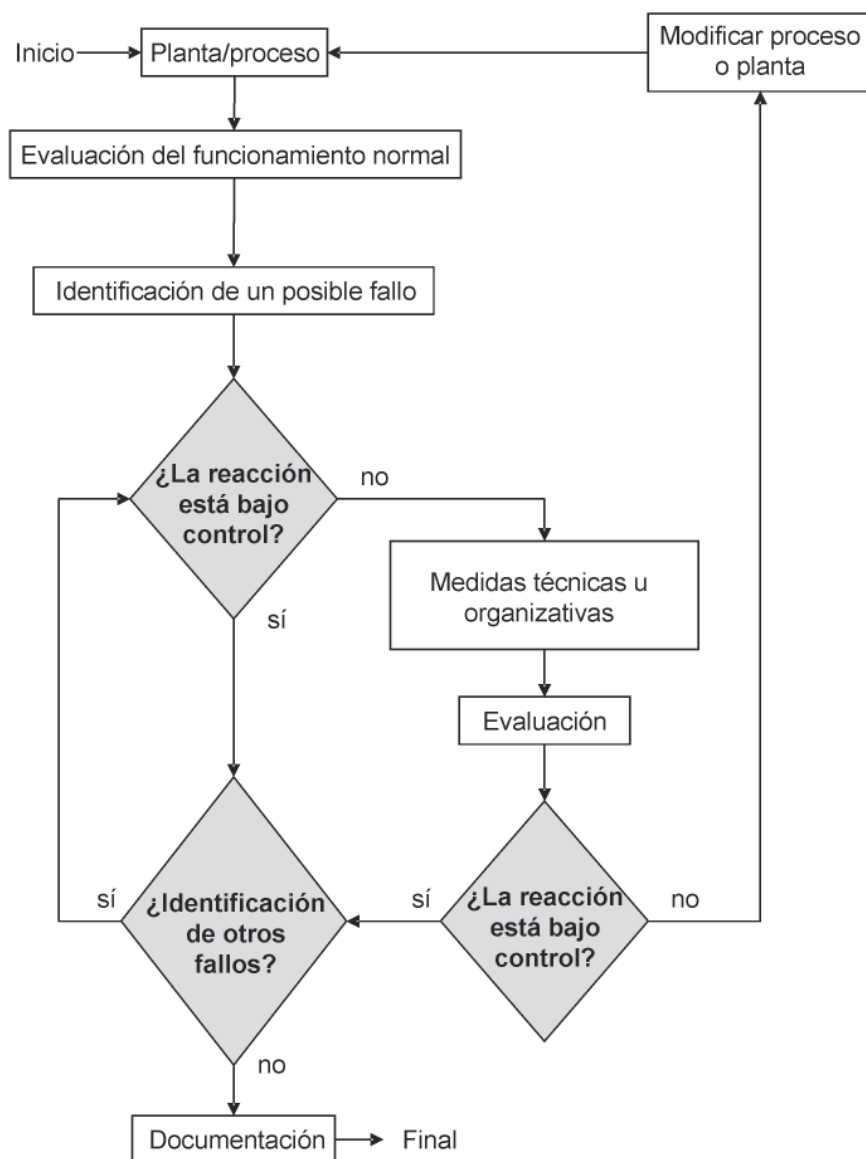 Inicio
Planta/proceso
Modificar proceso
o planta
Evaluación del funcionamiento normal
Identificación de un posible fallo
¿La reacción
está bajo
control?
no
sí
Medidas técnicas u
organizativas
Evaluación
¿La reacción
está bajo
control?
sí
no
¿Identificación
de otros
fallos?
sí
no
Documentación
Final